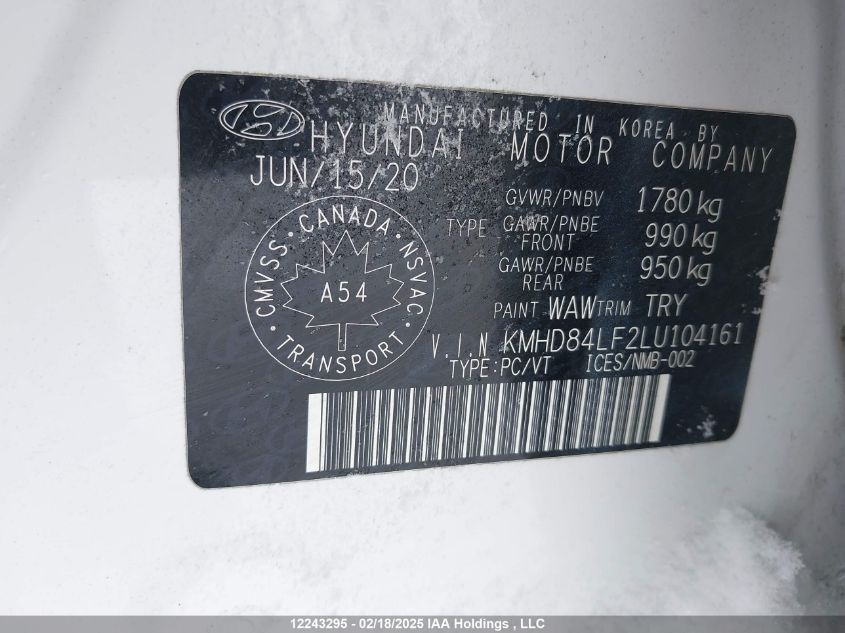 MANUFACTURED IN KOREA BY
HYUNDAI MOTOR COMPANY
JUN/15/20
GVWR/PNBV 1780 kg
TYPE GAWR/PNBE FRONT 990 kg
GAWR/PNBE REAR 950 kg
PAINT WAW TRIM TRY
V.I.N KMHD84LF2LU104161
TYPE:PC/VT ICES/NMB-002
CMVSS · CANADA · NSVAC · TRANSPORT ·
A54
12243295 - 02/18/2025 IAA Holdings , LLC